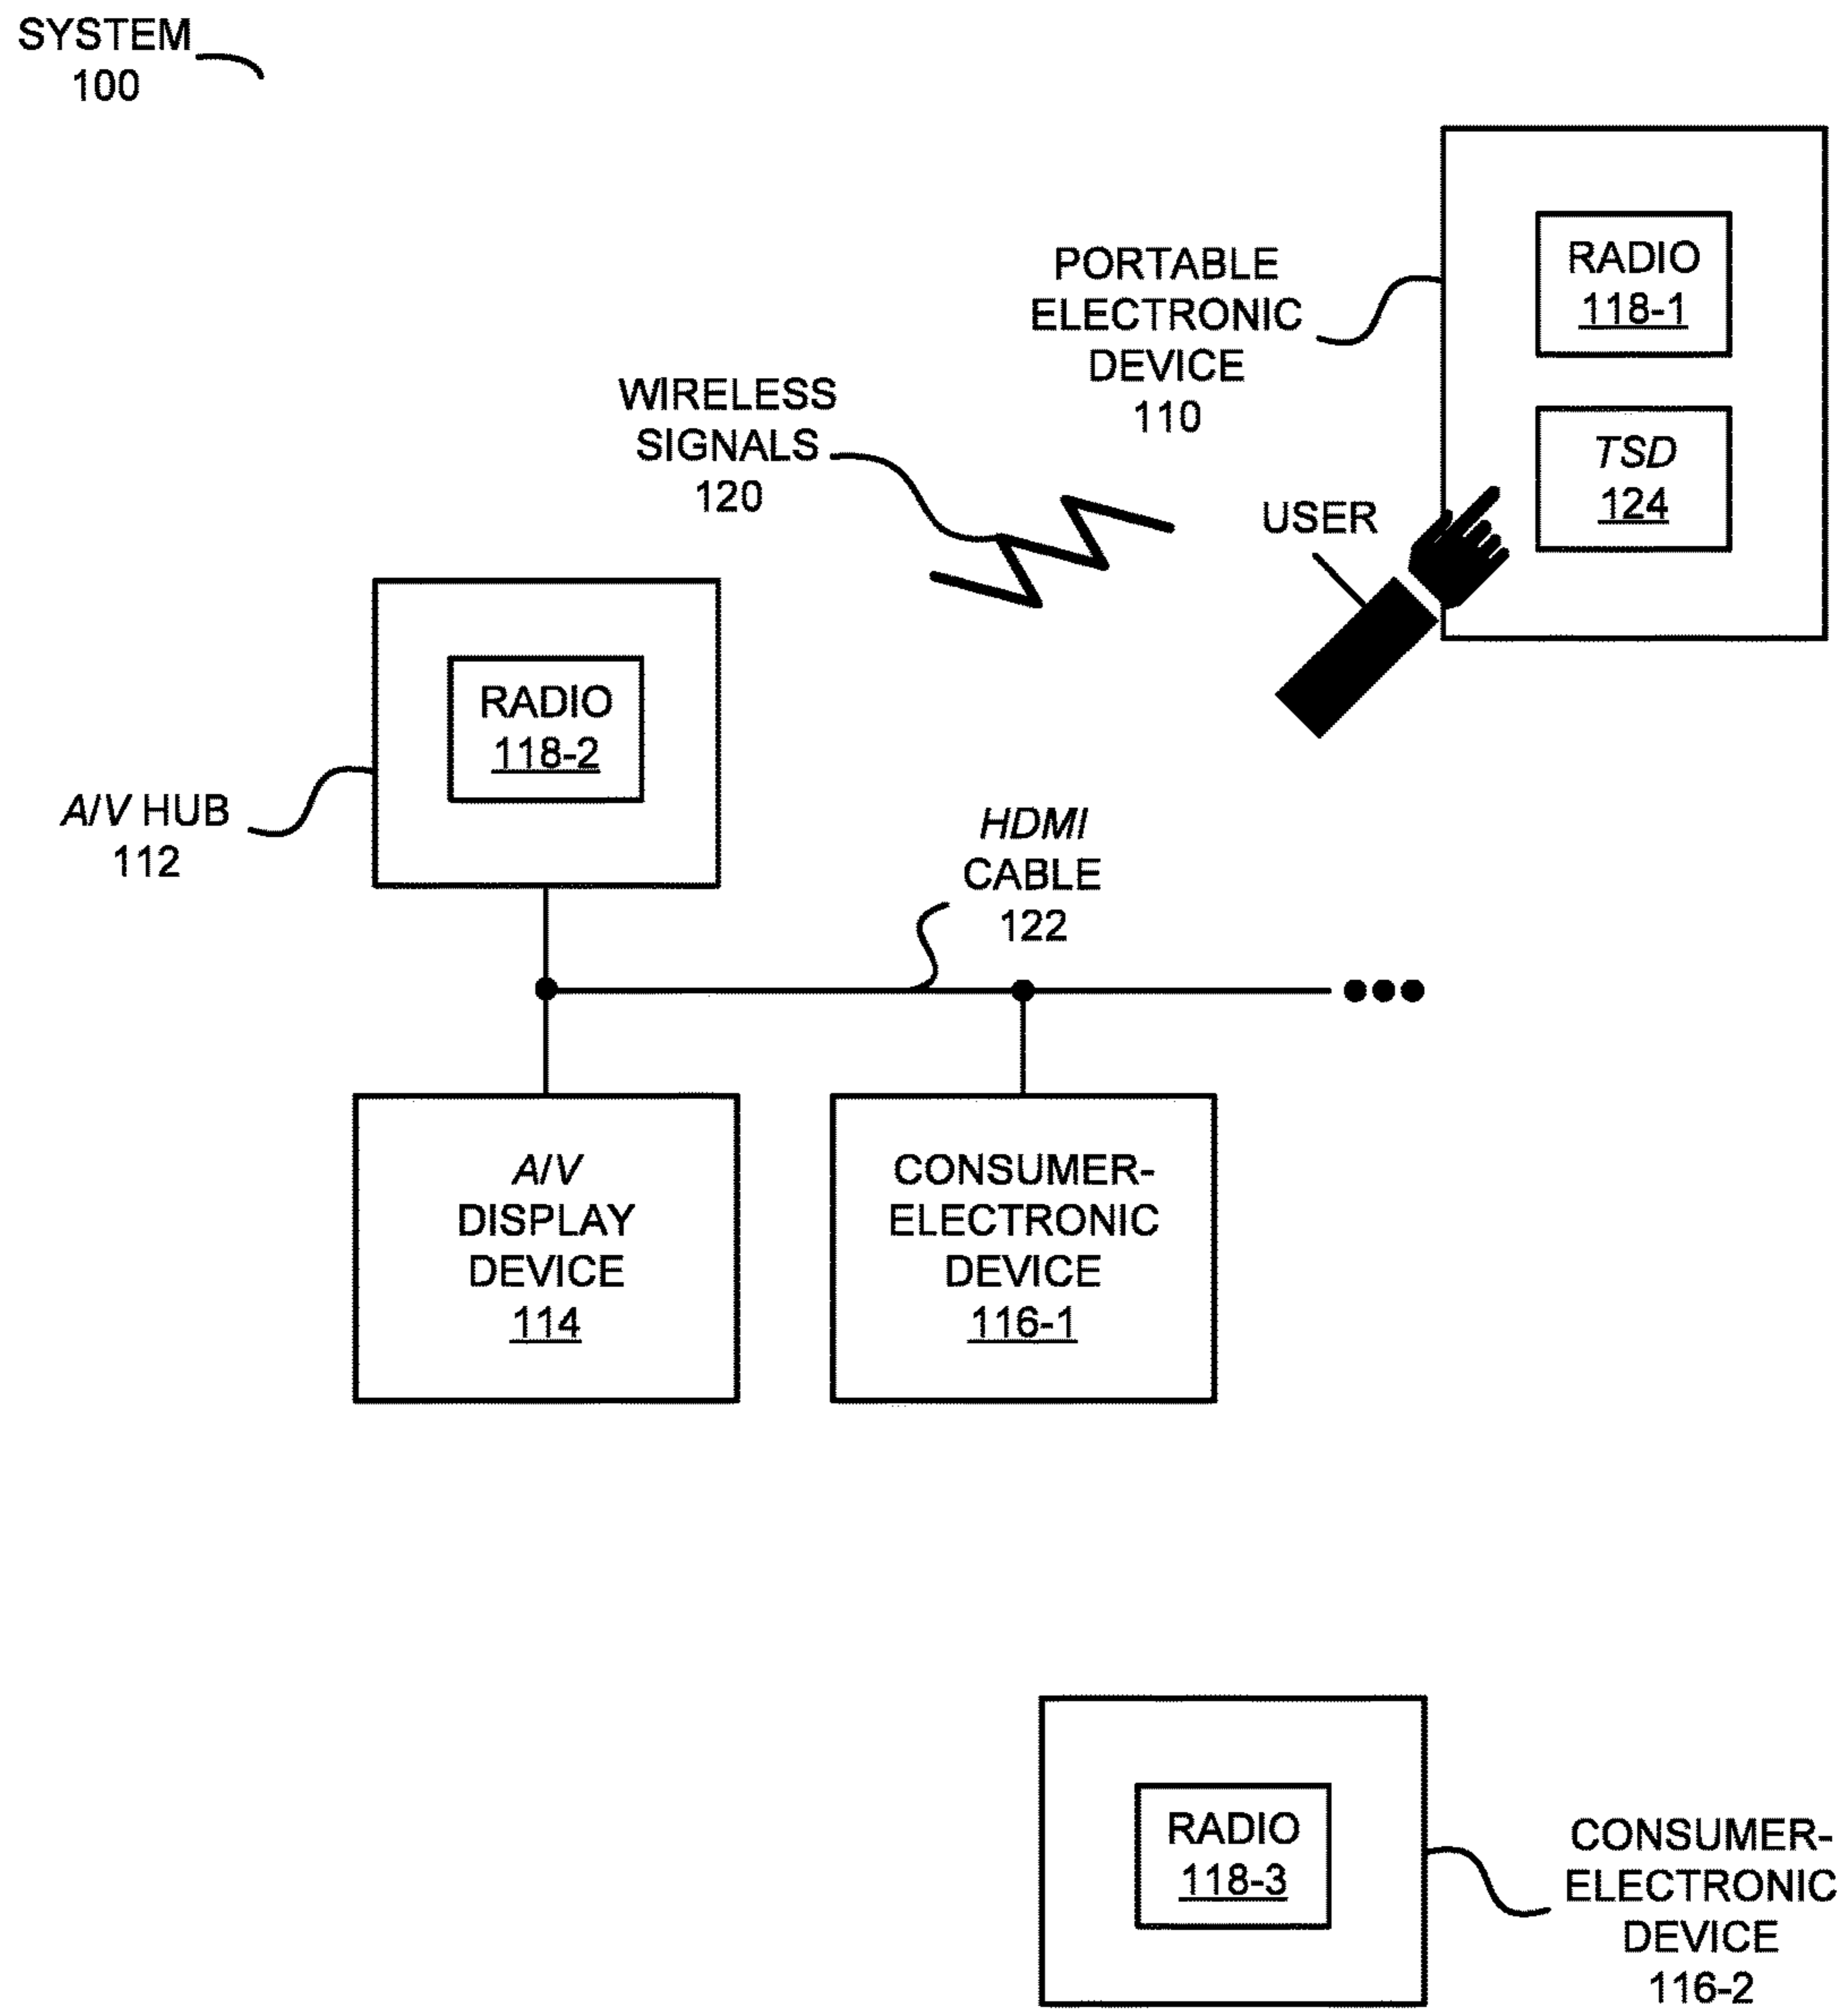 SYSTEM
100
PORTABLE
ELECTRONIC
DEVICE
110
RADIO
118-1
TSD
124
WIRELESS
SIGNALS
120
USER
RADIO
118-2
A/V HUB
112
HDMI
CABLE
122
A/V
DISPLAY
DEVICE
114
CONSUMER-
ELECTRONIC
DEVICE
116-1
RADIO
118-3
CONSUMER-
ELECTRONIC
DEVICE
116-2